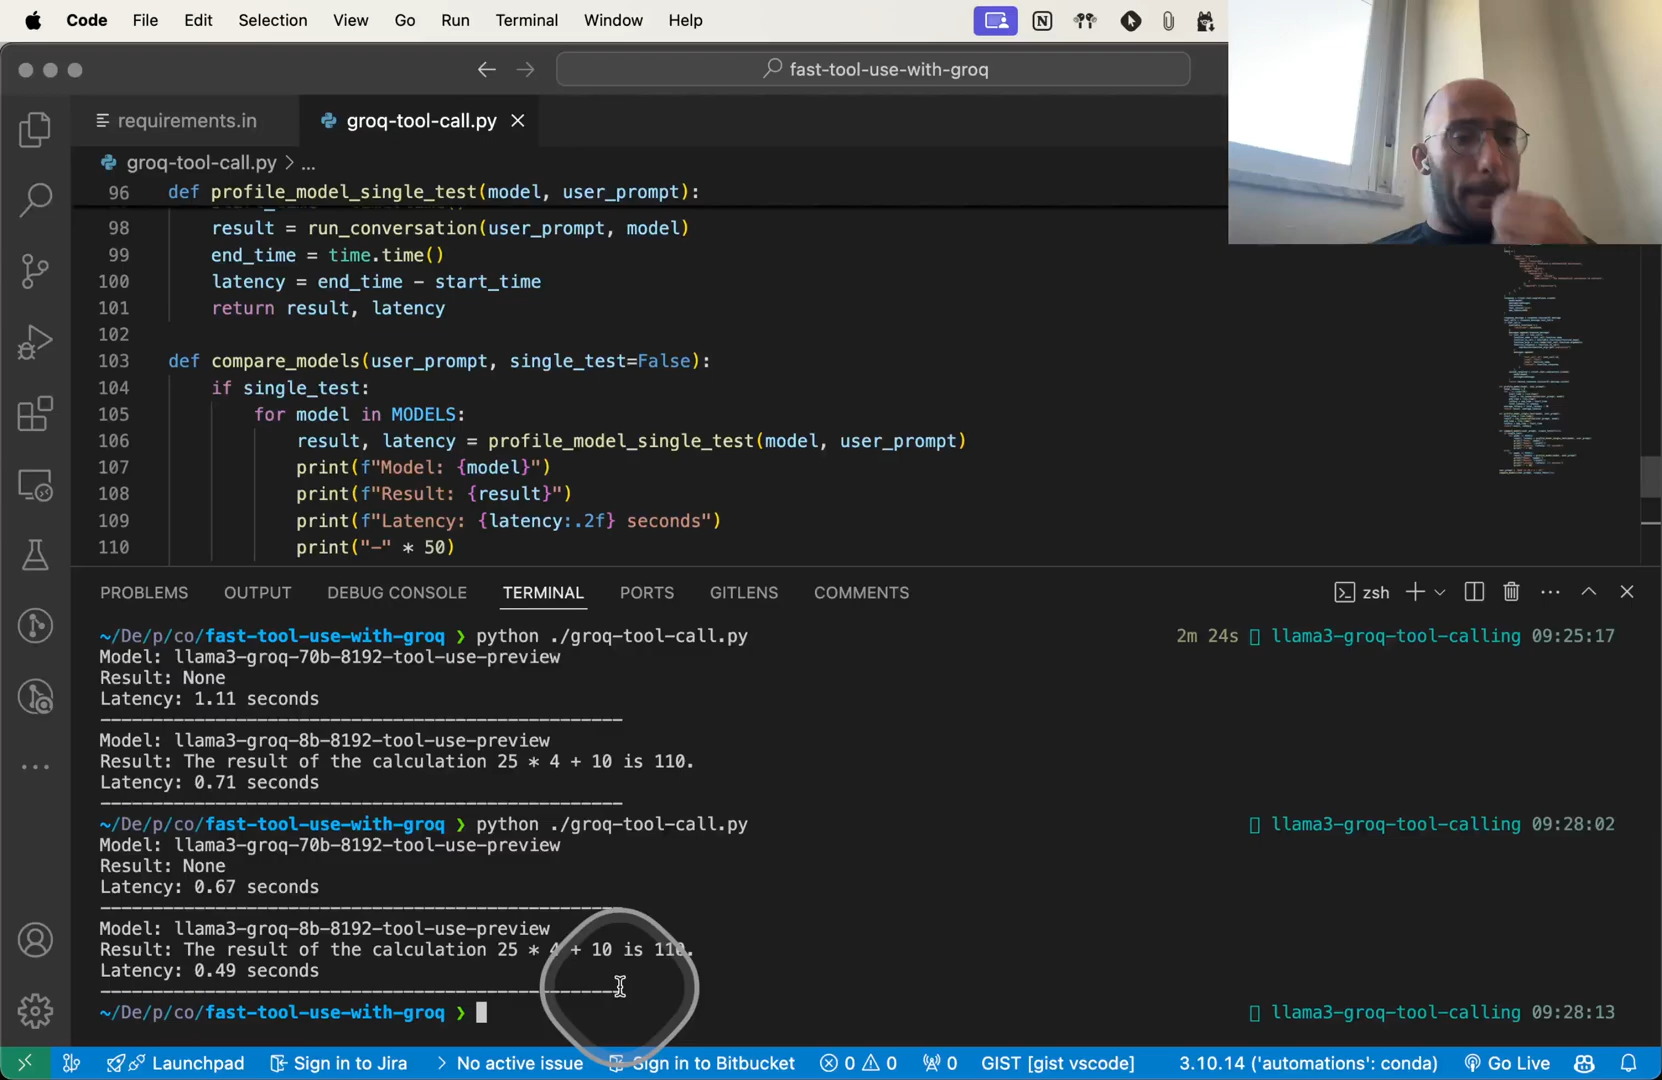 Code File Edit Selection View Go Run Terminal Window Help
fast-tool-use-with-groq
requirements.in groq-tool-call.py
groq-tool-call.py > ...
96 def profile_model_single_test(model, user_prompt):
98 result = run_conversation(user_prompt, model)
99 end_time = time.time()
100 latency = end_time - start_time
101 return result, latency
102
103 def compare_models(user_prompt, single_test=False):
104 if single_test:
105 for model in MODELS:
106 result, latency = profile_model_single_test(model, user_prompt)
107 print(f"Model: {model}")
108 print(f"Result: {result}")
109 print(f"Latency: {latency:.2f} seconds")
110 print("-" * 50)
PROBLEMS OUTPUT DEBUG CONSOLE TERMINAL PORTS GITLENS COMMENTS zsh
~/De/p/co/fast-tool-use-with-groq ❯ python ./groq-tool-call.py 2m 24s llama3-groq-tool-calling 09:25:17
Model: llama3-groq-70b-8192-tool-use-preview
Result: None
Latency: 1.11 seconds
--------------------------------------------------
Model: llama3-groq-8b-8192-tool-use-preview
Result: The result of the calculation 25 * 4 + 10 is 110.
Latency: 0.71 seconds
--------------------------------------------------
~/De/p/co/fast-tool-use-with-groq ❯ python ./groq-tool-call.py llama3-groq-tool-calling 09:28:02
Model: llama3-groq-70b-8192-tool-use-preview
Result: None
Latency: 0.67 seconds
--------------------------------------------------
Model: llama3-groq-8b-8192-tool-use-preview
Result: The result of the calculation 25 * 4 + 10 is 110.
Latency: 0.49 seconds
--------------------------------------------------
~/De/p/co/fast-tool-use-with-groq ❯ llama3-groq-tool-calling 09:28:13
Launchpad Sign in to Jira > No active issue Sign in to Bitbucket 0 0 0 GIST [gist vscode] 3.10.14 ('automations': conda) Go Live